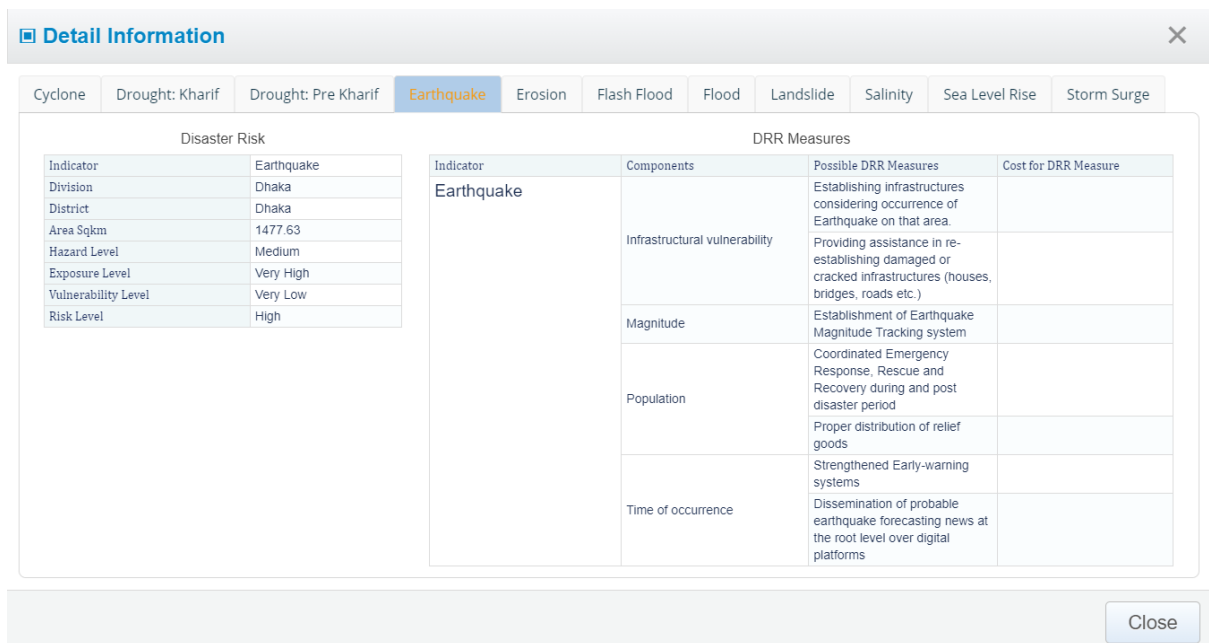 Detail Information
Cyclone Drought: Kharif Drought: Pre Kharif Earthquake Erosion Flash Flood Flood Landslide Salinity Sea Level Rise Storm Surge
Disaster Risk
Indicator Earthquake
Division Dhaka
District Dhaka
Area Sqkm 1477.63
Hazard Level Medium
Exposure Level Very High
Vulnerability Level Very Low
Risk Level High
DRR Measures
Indicator Components Possible DRR Measures Cost for DRR Measure
Earthquake
Infrastructural vulnerability
Establishing infrastructures
considering occurrence of
Earthquake on that area.
Providing assistance in re-
establishing damaged or
cracked infrastructures (houses,
bridges, roads etc.)
Magnitude
Establishment of Earthquake
Magnitude Tracking system
Population
Coordinated Emergency
Response, Rescue and
Recovery during and post
disaster period
Proper distribution of relief
goods
Time of occurrence
Strengthened Early-warning
systems
Dissemination of probable
earthquake forecasting news at
the root level over digital
platforms
Close